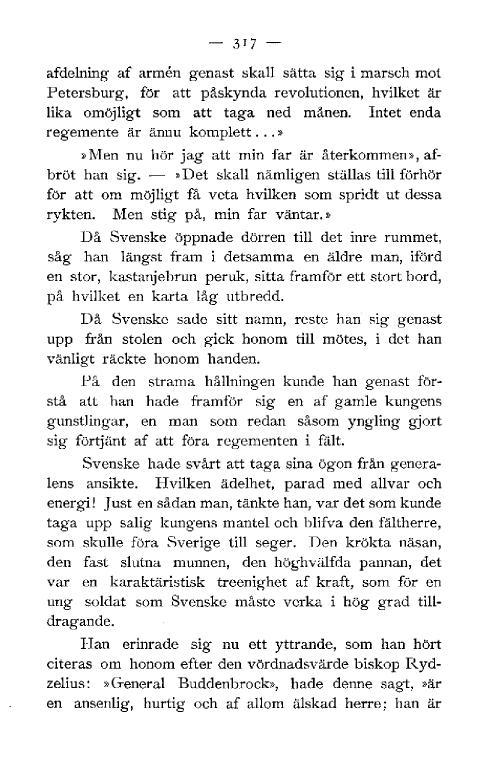 — 317 —
afdelning af armén genast skall sätta sig i marsch mot
Petersburg, för att påskynda revolutionen, hvilket är
lika omöjligt som att taga ned månen. Intet enda
regemente är ännu komplett...»
»Men nu hör jag att min far är återkommen», af-
bröt han sig. — »Det skall nämligen ställas till förhör
för att om möjligt få veta hvilken som spridt ut dessa
rykten. Men stig på, min far väntar.»
Då Svenske öppnade dörren till det inre rummet,
såg han längst fram i detsamma en äldre man, iförd
en stor, kastanjebrun peruk, sitta framför ett stort bord,
på hvilket en karta låg utbredd.
Då Svenske sade sitt namn, reste han sig genast
upp från stolen och gick honom till mötes, i det han
vänligt räckte honom handen.
På den strama hållningen kunde han genast för-
stå att han hade framför sig en af gamle kungens
gunstlingar, en man som redan såsom yngling gjort
sig förtjänt af att föra regementen i fält.
Svenske hade svårt att taga sina ögon från genera-
lens ansikte. Hvilken ädelhet, parad med allvar och
energi! Just en sådan man, tänkte han, var det som kunde
taga upp salig kungens mantel och blifva den fältherre,
som skulle föra Sverige till seger. Den krökta näsan,
den fast slutna munnen, den höghvälfda pannan, det
var en karaktäristisk treenighet af kraft, som för en
ung soldat som Svenske måste verka i hög grad till-
dragande.
Han erinrade sig nu ett yttrande, som han hört
citeras om honom efter den vördnadsvärde biskop Ryd-
zelius: »General Buddenbrock», hade denne sagt, »är
en ansenlig, hurtig och af allom älskad herre; han är